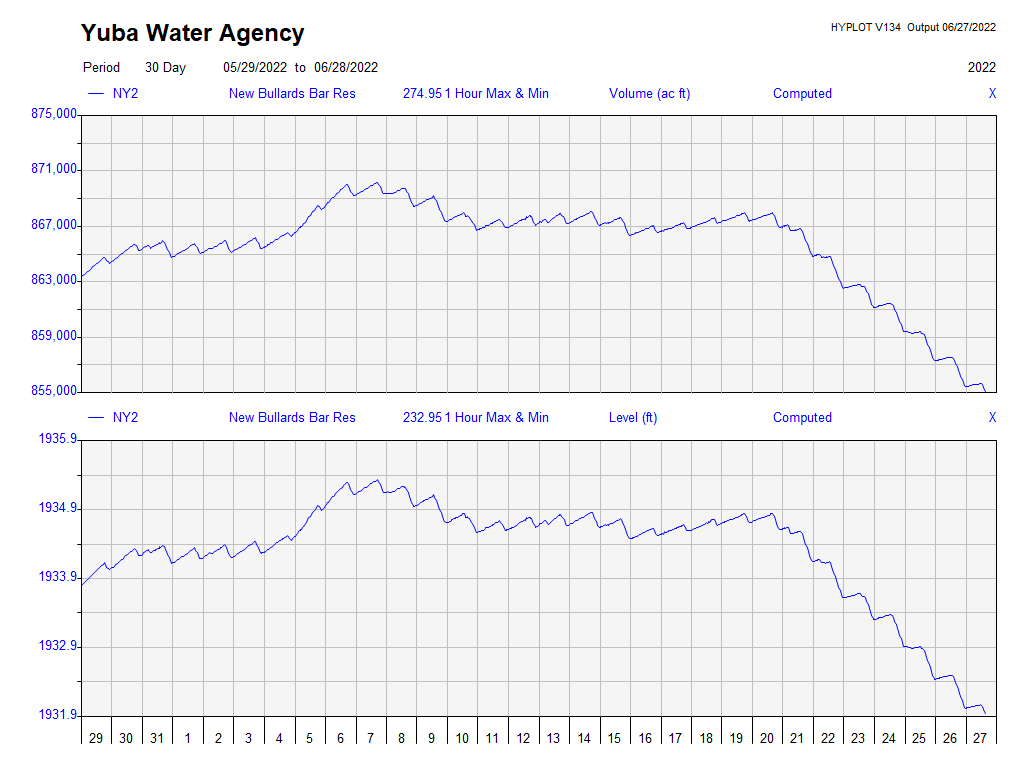 Yuba Water Agency
HYPLOT V134 Output 06/27/2022
Period 30 Day 05/29/2022 to 06/28/2022 2022
NY2 New Bullards Bar Res 274.95 1 Hour Max & Min Volume (ac ft) Computed X
875,000
871,000
867,000
863,000
859,000
855,000
NY2 New Bullards Bar Res 232.95 1 Hour Max & Min Level (ft) Computed X
1935.9
1934.9
1933.9
1932.9
1931.9
29 30 31 1 2 3 4 5 6 7 8 9 10 11 12 13 14 15 16 17 18 19 20 21 22 23 24 25 26 27